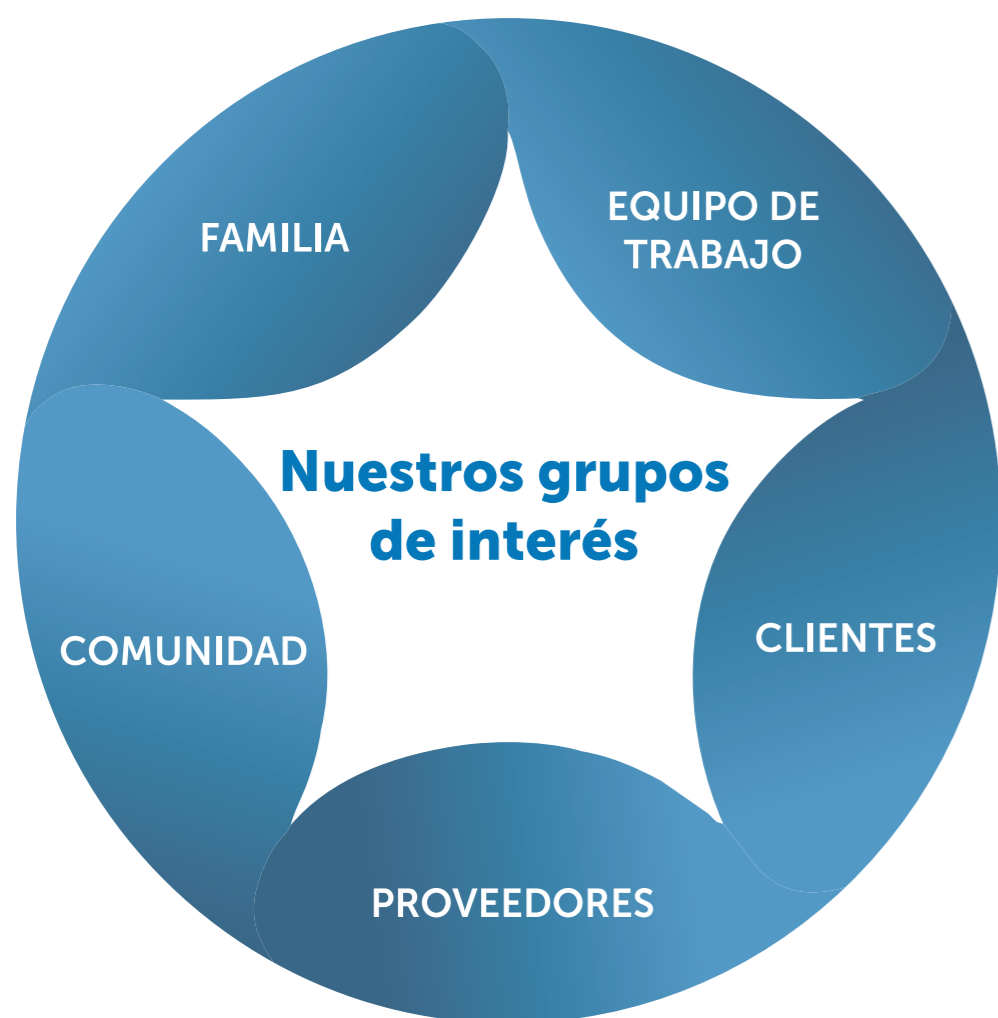 FAMILIA
EQUIPO DE
TRABAJO
Nuestros grupos
de interés
COMUNIDAD
CLIENTES
PROVEEDORES